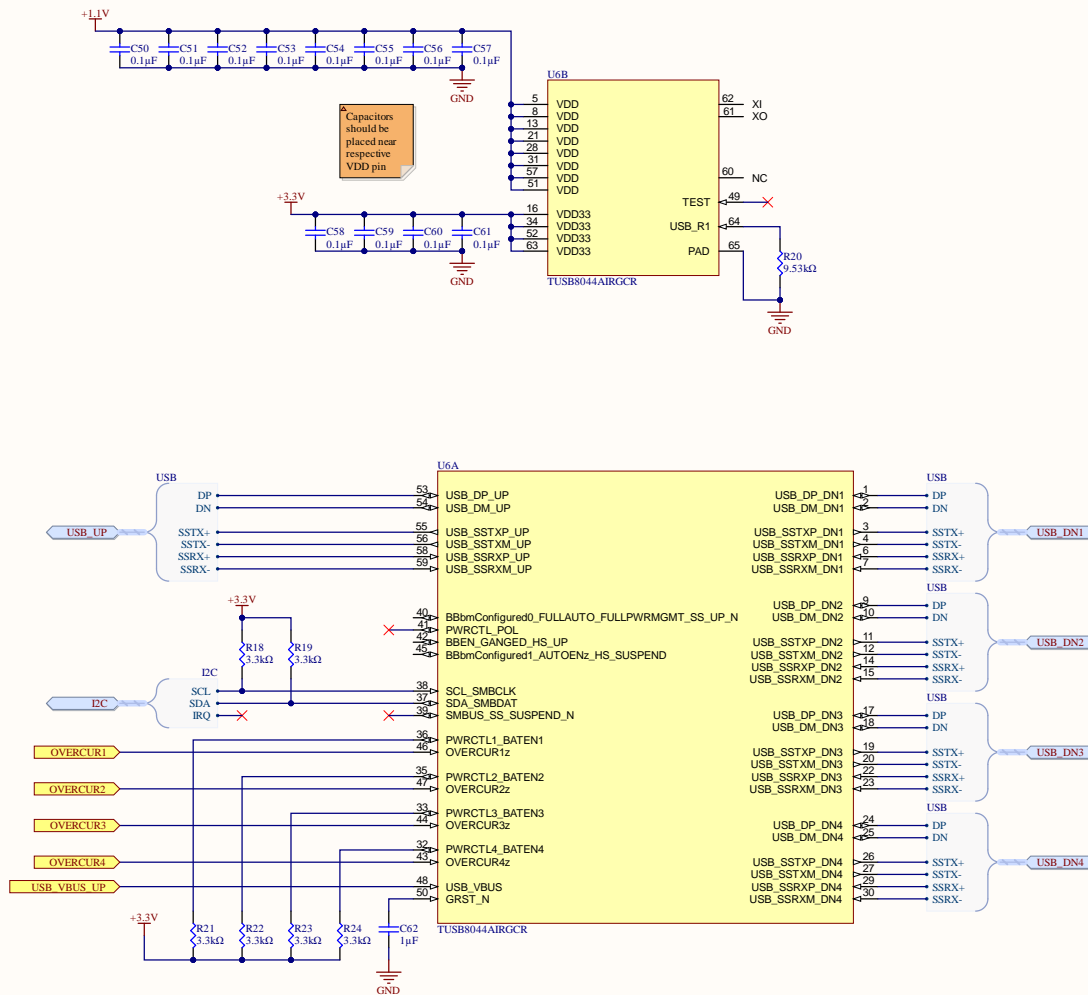 +1.1V
C50 C51 C52 C53 C54 C55 C56 C57
0.1µF 0.1µF 0.1µF 0.1µF 0.1µF 0.1µF 0.1µF 0.1µF
GND
Capacitors
should be
placed near
respective
VDD pin
+3.3V
C58 C59 C60 C61
0.1µF 0.1µF 0.1µF 0.1µF
GND
U6B
5 VDD 62 XI
8 VDD 61 XO
13 VDD
21 VDD
28 VDD
31 VDD
57 VDD 60 NC
51 VDD
TEST 49
16 VDD33
34 VDD33 USB_R1 64
52 VDD33
63 VDD33 PAD 65
R20
9.53kΩ
TUSB8044AIRGCR
GND
U6A
USB
DP 53 USB_DP_UP
DN 54 USB_DM_UP
SSTX+ 55 USB_SSTXP_UP
USB_UP
SSTX- 56 USB_SSTXM_UP
SSRX+ 58 USB_SSRXP_UP
SSRX- 59 USB_SSRXM_UP
+3.3V
40 BBbmConfigured0_FULLAUTO_FULLPWRMGMT_SS_UP_N
41 PWRCTL_POL
42 BBEN_GANGED_HS_UP
45 BBbmConfigured1_AUTOENz_HS_SUSPEND
R18 R19
3.3kΩ 3.3kΩ
I2C
SCL 38 SCL_SMBCLK
I2C SDA 37 SDA_SMBDAT
IRQ 39 SMBUS_SS_SUSPEND_N
36 PWRCTL1_BATEN1
OVERCUR1 46 OVERCUR1z
35 PWRCTL2_BATEN2
OVERCUR2 47 OVERCUR2z
33 PWRCTL3_BATEN3
OVERCUR3 44 OVERCUR3z
32 PWRCTL4_BATEN4
OVERCUR4 43 OVERCUR4z
USB_VBUS_UP 48 USB_VBUS
50 GRST_N
+3.3V
R21 R22 R23 R24 C62
3.3kΩ 3.3kΩ 3.3kΩ 3.3kΩ 1µF
GND
TUSB8044AIRGCR
USB
USB_DP_DN1 1 DP
USB_DM_DN1 2 DN
USB_SSTXP_DN1 3 SSTX+
USB_DN1
USB_SSTXM_DN1 4 SSTX-
USB_SSRXP_DN1 6 SSRX+
USB_SSRXM_DN1 7 SSRX-
USB
USB_DP_DN2 9 DP
USB_DM_DN2 10 DN
USB_SSTXP_DN2 11 SSTX+
USB_DN2
USB_SSTXM_DN2 12 SSTX-
USB_SSRXP_DN2 14 SSRX+
USB_SSRXM_DN2 15 SSRX-
USB
USB_DP_DN3 17 DP
USB_DM_DN3 18 DN
USB_SSTXP_DN3 19 SSTX+
USB_DN3
USB_SSTXM_DN3 20 SSTX-
USB_SSRXP_DN3 22 SSRX+
USB_SSRXM_DN3 23 SSRX-
USB
USB_DP_DN4 24 DP
USB_DM_DN4 25 DN
USB_SSTXP_DN4 26 SSTX+
USB_DN4
USB_SSTXM_DN4 27 SSTX-
USB_SSRXP_DN4 29 SSRX+
USB_SSRXM_DN4 30 SSRX-